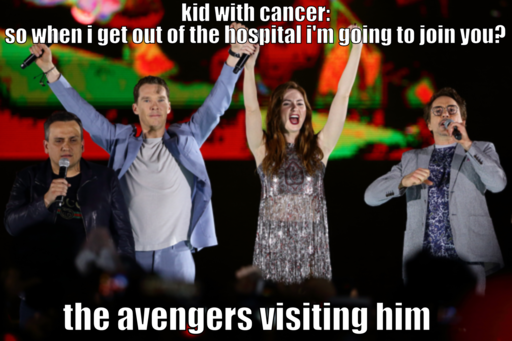 kid with cancer:
so when i get out of the hospital i'm going to join you?
the avengers visiting him